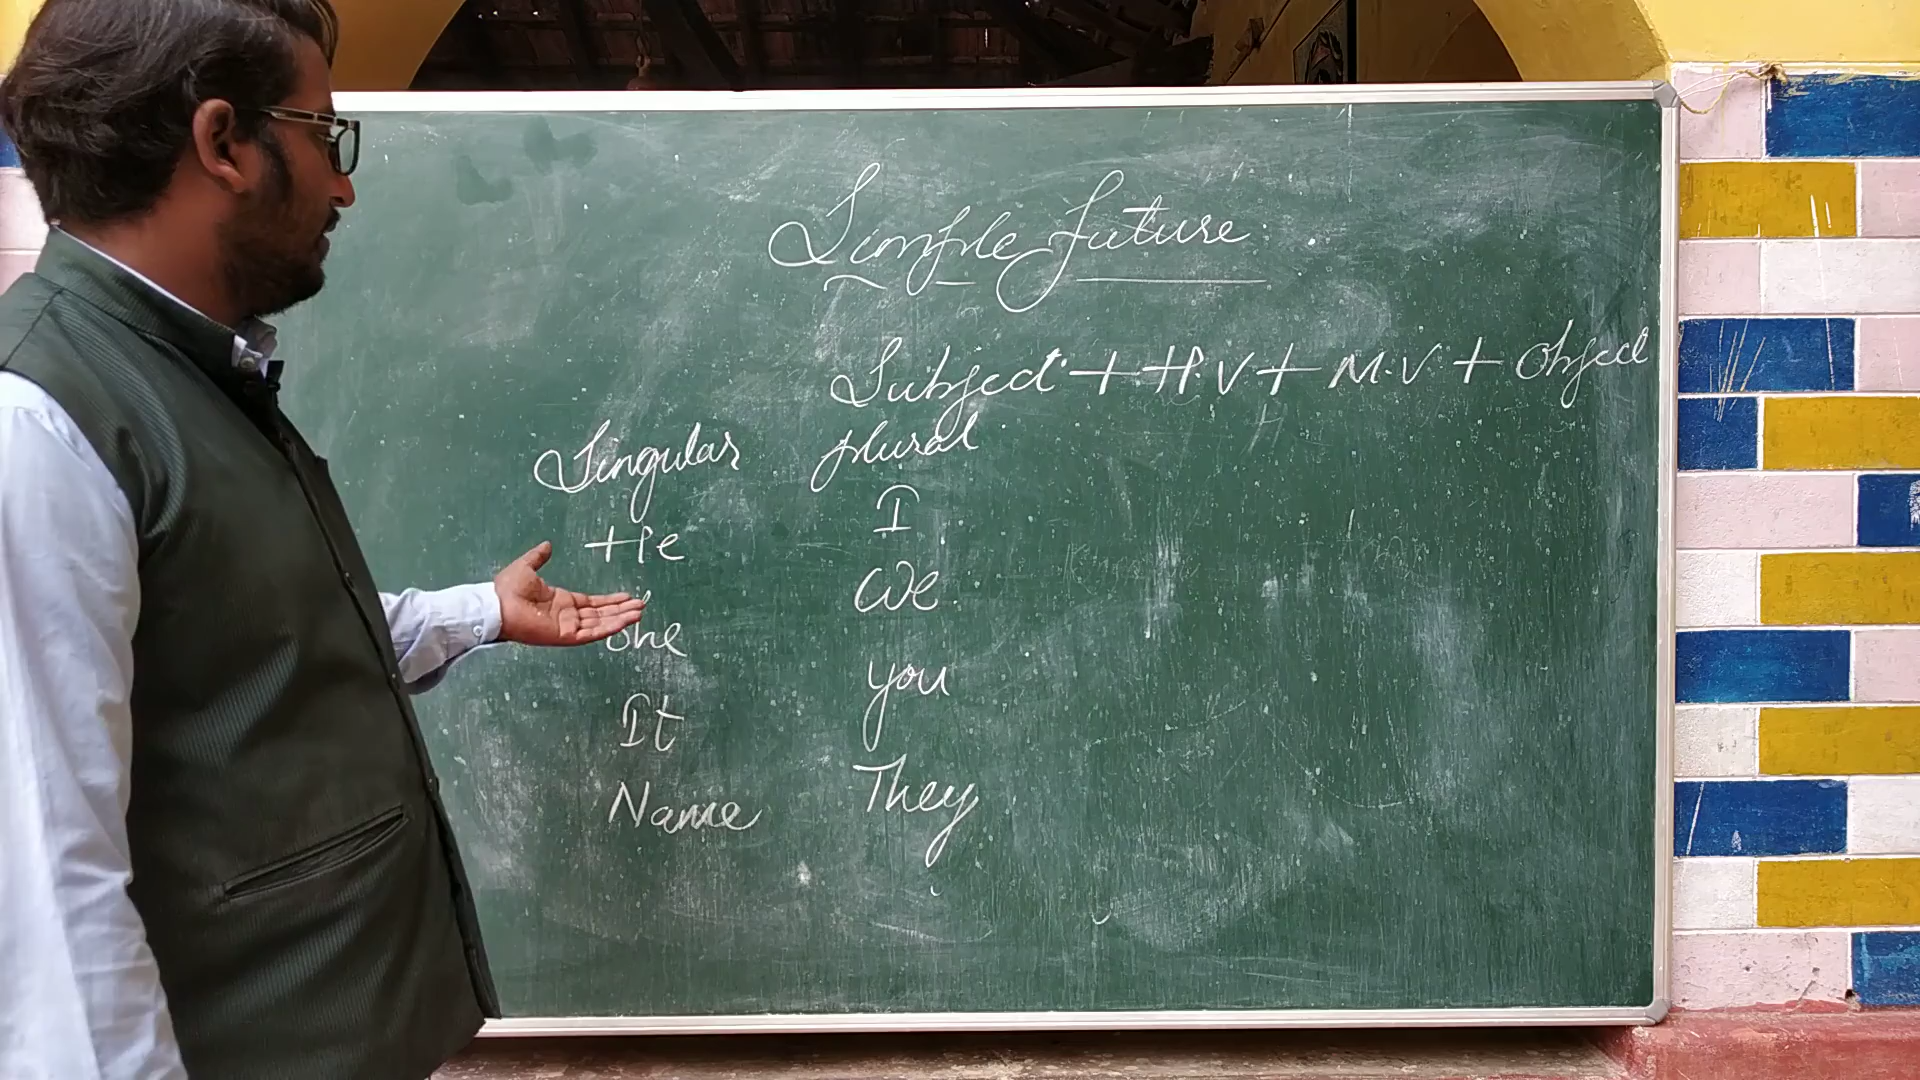 Simple future
Subject + H.V + M.V + Object
Singular plural
He I
She We
It you
Name They